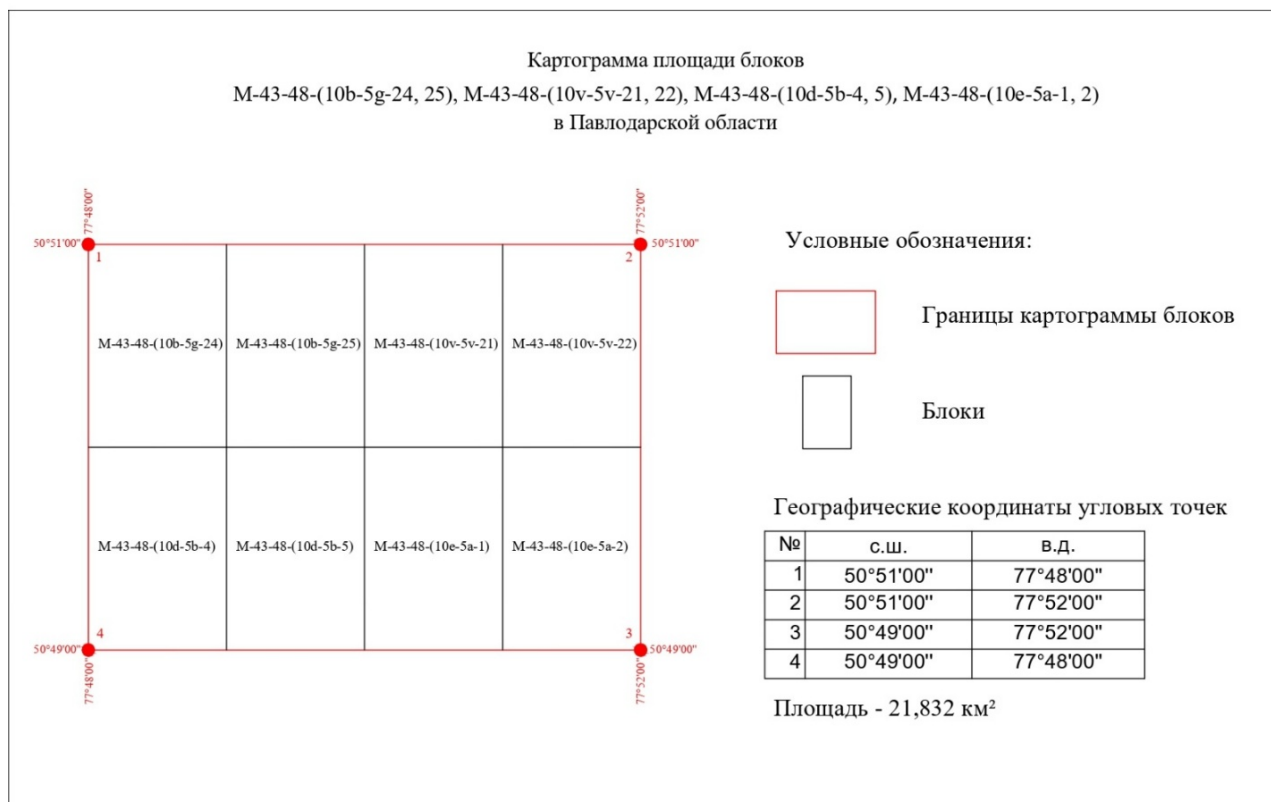 Картограмма площади блоков
М-43-48-(10b-5g-24, 25), М-43-48-(10v-5v-21, 22), М-43-48-(10d-5b-4, 5), М-43-48-(10e-5a-1, 2)
в Павлодарской области
77°48'00"
77°52'00"
50°51'00"
50°51'00"
1
2
М-43-48-(10b-5g-24)
М-43-48-(10b-5g-25)
М-43-48-(10v-5v-21)
М-43-48-(10v-5v-22)
М-43-48-(10d-5b-4)
М-43-48-(10d-5b-5)
М-43-48-(10e-5a-1)
М-43-48-(10e-5a-2)
4
3
50°49'00"
50°49'00"
77°48'00"
77°52'00"
Условные обозначения:
Границы картограммы блоков
Блоки
Географические координаты угловых точек
№ с.ш. в.д.
1 50°51'00" 77°48'00"
2 50°51'00" 77°52'00"
3 50°49'00" 77°52'00"
4 50°49'00" 77°48'00"
Площадь - 21,832 км²